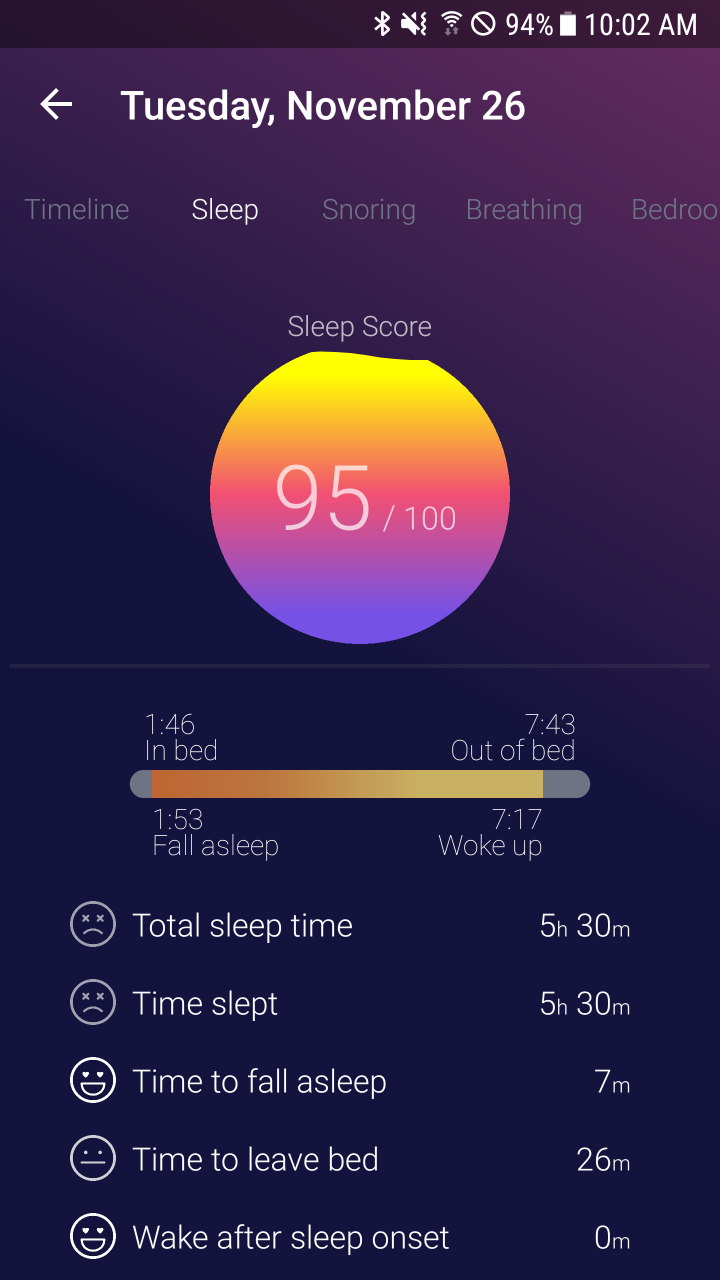 94% 10:02 AM
Tuesday, November 26
Timeline Sleep Snoring Breathing Bedroo
Sleep Score
95 / 100
1:46 7:43
In bed Out of bed
1:53 7:17
Fall asleep Woke up
Total sleep time 5h 30m
Time slept 5h 30m
Time to fall asleep 7m
Time to leave bed 26m
Wake after sleep onset 0m